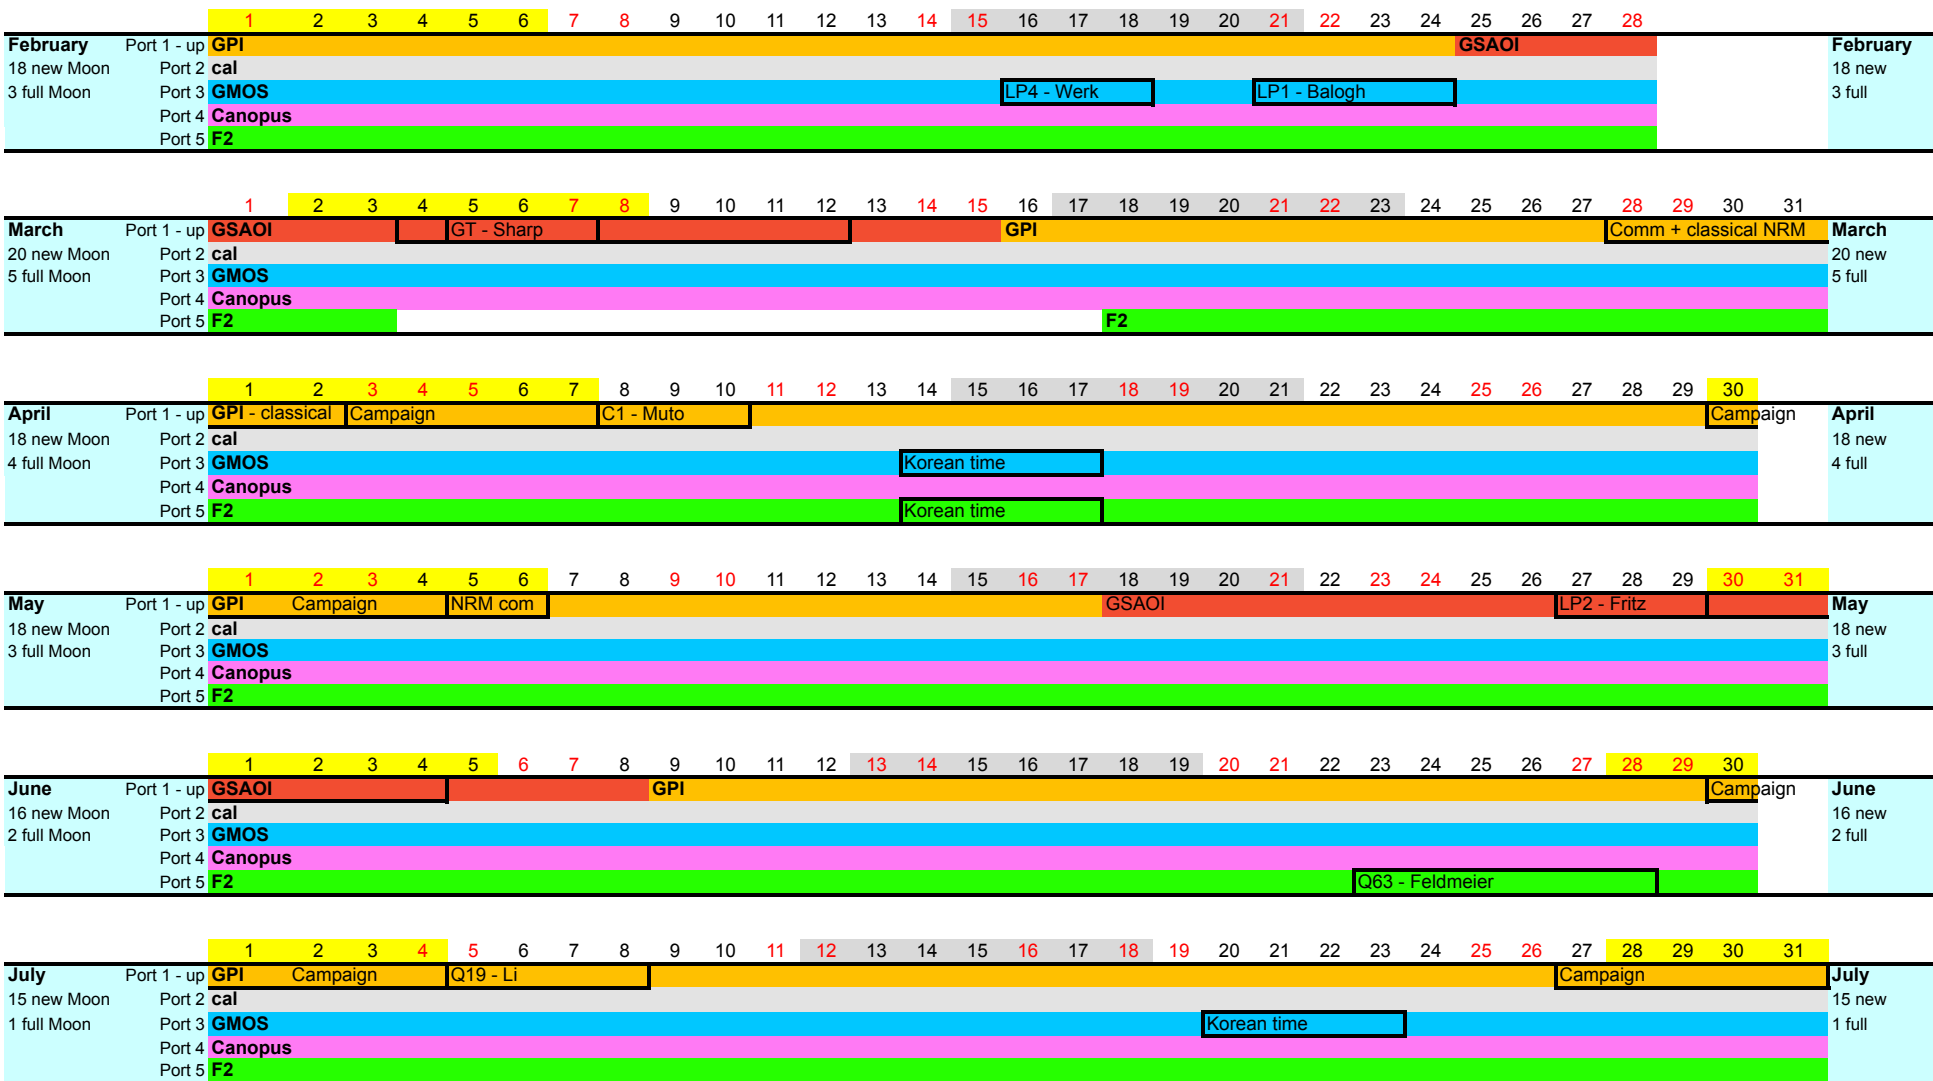 1 2 3 4 5 6 7 8 9 10 11 12 13 14 15 16 17 18 19 20 21 22 23 24 25 26 27 28
February Port 1 - up GPI GSAOI February
18 new Moon Port 2 cal 18 new
3 full Moon Port 3 GMOS LP4 - Werk LP1 - Balogh 3 full
Port 4 Canopus
Port 5 F2
1 2 3 4 5 6 7 8 9 10 11 12 13 14 15 16 17 18 19 20 21 22 23 24 25 26 27 28 29 30 31
March Port 1 - up GSAOI GT - Sharp GPI Comm + classical NRM March
20 new Moon Port 2 cal 20 new
5 full Moon Port 3 GMOS 5 full
Port 4 Canopus
Port 5 F2 F2
1 2 3 4 5 6 7 8 9 10 11 12 13 14 15 16 17 18 19 20 21 22 23 24 25 26 27 28 29 30
April Port 1 - up GPI - classical Campaign C1 - Muto Campaign April
18 new Moon Port 2 cal 18 new
4 full Moon Port 3 GMOS Korean time 4 full
Port 4 Canopus
Port 5 F2 Korean time
1 2 3 4 5 6 7 8 9 10 11 12 13 14 15 16 17 18 19 20 21 22 23 24 25 26 27 28 29 30 31
May Port 1 - up GPI Campaign NRM com GSAOI LP2 - Fritz May
18 new Moon Port 2 cal 18 new
3 full Moon Port 3 GMOS 3 full
Port 4 Canopus
Port 5 F2
1 2 3 4 5 6 7 8 9 10 11 12 13 14 15 16 17 18 19 20 21 22 23 24 25 26 27 28 29 30
June Port 1 - up GSAOI GPI Campaign June
16 new Moon Port 2 cal 16 new
2 full Moon Port 3 GMOS 2 full
Port 4 Canopus
Port 5 F2 Q63 - Feldmeier
1 2 3 4 5 6 7 8 9 10 11 12 13 14 15 16 17 18 19 20 21 22 23 24 25 26 27 28 29 30 31
July Port 1 - up GPI Campaign Q19 - Li Campaign July
15 new Moon Port 2 cal 15 new
1 full Moon Port 3 GMOS Korean time 1 full
Port 4 Canopus
Port 5 F2